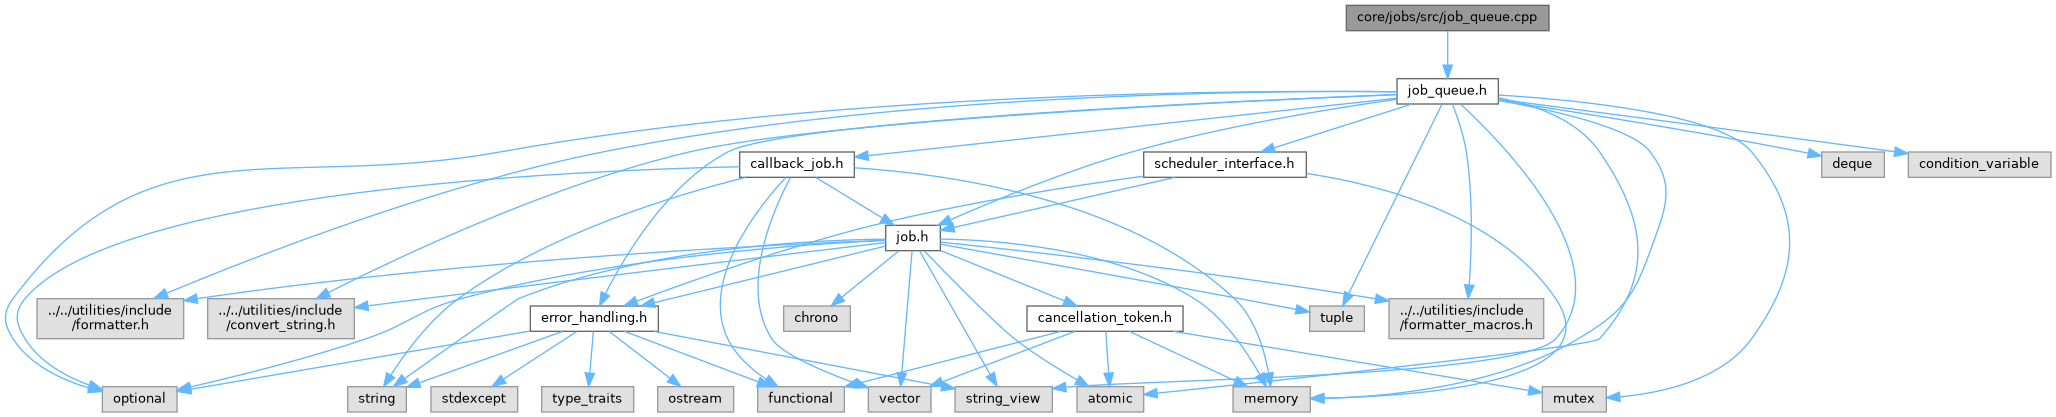 core/jobs/src/job_queue.cpp
job_queue.h
callback_job.h
scheduler_interface.h
deque
condition_variable
job.h
../../utilities/include
/formatter.h
../../utilities/include
/convert_string.h
error_handling.h
chrono
cancellation_token.h
tuple
../../utilities/include
/formatter_macros.h
optional
string
stdexcept
type_traits
ostream
functional
vector
string_view
atomic
memory
mutex